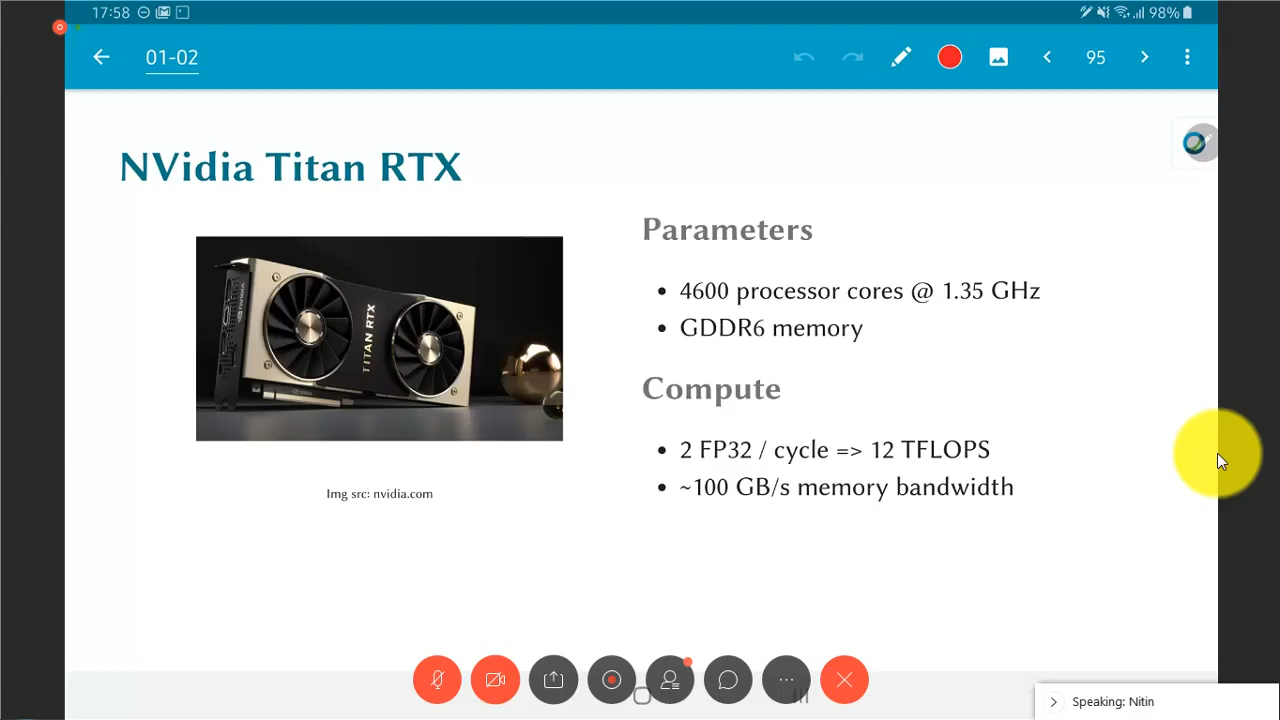 17:58
98%
01-02
95
NVidia Titan RTX
TITAN RTX
Img src: nvidia.com
Parameters
• 4600 processor cores @ 1.35 GHz
• GDDR6 memory
Compute
• 2 FP32 / cycle => 12 TFLOPS
• ~100 GB/s memory bandwidth
Speaking: Nitin